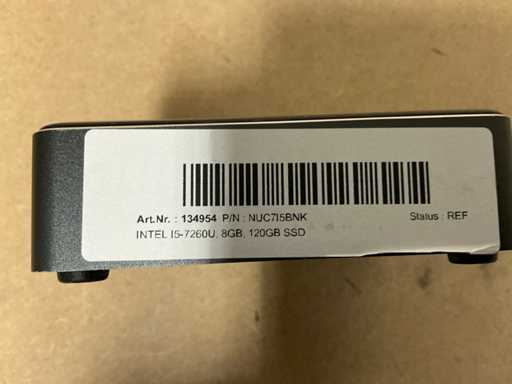 Art.Nr. : 134954 P/N : NUC7I5BNK Status : REF
INTEL I5-7260U, 8GB, 120GB SSD